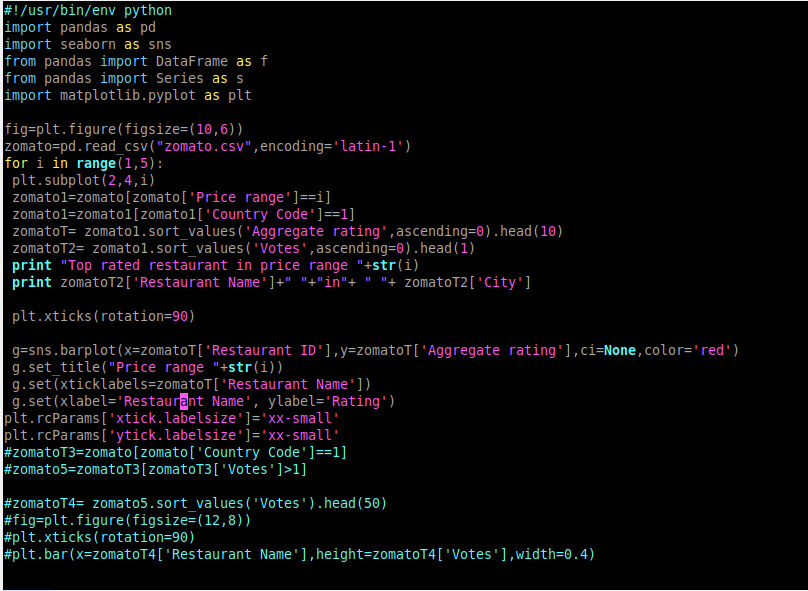 #!/usr/bin/env python
import pandas as pd
import seaborn as sns
from pandas import DataFrame as f
from pandas import Series as s
import matplotlib.pyplot as plt
fig=plt.figure(figsize=(10,6))
zomato=pd.read_csv("zomato.csv",encoding='latin-1')
for i in range(1,5):
 plt.subplot(2,4,i)
 zomato1=zomato[zomato['Price range']==i]
 zomato1=zomato1[zomato1['Country Code']==1]
 zomatoT= zomato1.sort_values('Aggregate rating',ascending=0).head(10)
 zomatoT2= zomato1.sort_values('Votes',ascending=0).head(1)
 print "Top rated restaurant in price range "+str(i)
 print zomatoT2['Restaurant Name']+" "+"in"+ " "+ zomatoT2['City']
 plt.xticks(rotation=90)
 g=sns.barplot(x=zomatoT['Restaurant ID'],y=zomatoT['Aggregate rating'],ci=None,color='red')
 g.set_title("Price range "+str(i))
 g.set(xticklabels=zomatoT['Restaurant Name'])
 g.set(xlabel='Restaurant Name', ylabel='Rating')
plt.rcParams['xtick.labelsize']='xx-small'
plt.rcParams['ytick.labelsize']='xx-small'
#zomatoT3=zomato[zomato['Country Code']==1]
#zomato5=zomatoT3[zomatoT3['Votes']>1]
#zomatoT4= zomato5.sort_values('Votes').head(50)
#fig=plt.figure(figsize=(12,8))
#plt.xticks(rotation=90)
#plt.bar(x=zomatoT4['Restaurant Name'],height=zomatoT4['Votes'],width=0.4)